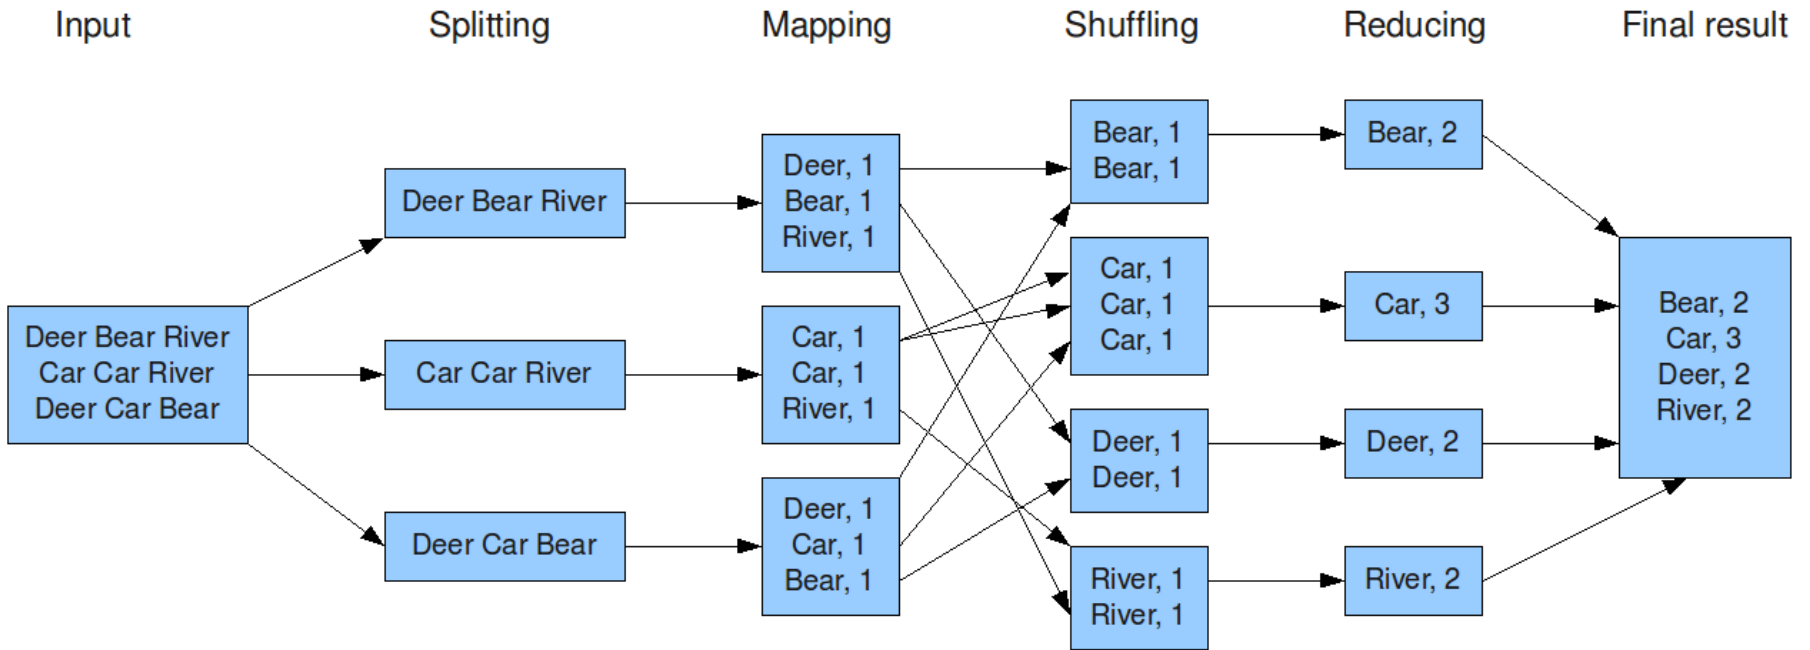 Input
Splitting
Mapping
Shuffling
Reducing
Final result
Deer Bear River
Car Car River
Deer Car Bear
Deer Bear River
Car Car River
Deer Car Bear
Deer, 1
Bear, 1
River, 1
Car, 1
Car, 1
River, 1
Deer, 1
Car, 1
Bear, 1
Bear, 1
Bear, 1
Car, 1
Car, 1
Car, 1
Deer, 1
Deer, 1
River, 1
River, 1
Bear, 2
Car, 3
Deer, 2
River, 2
Bear, 2
Car, 3
Deer, 2
River, 2